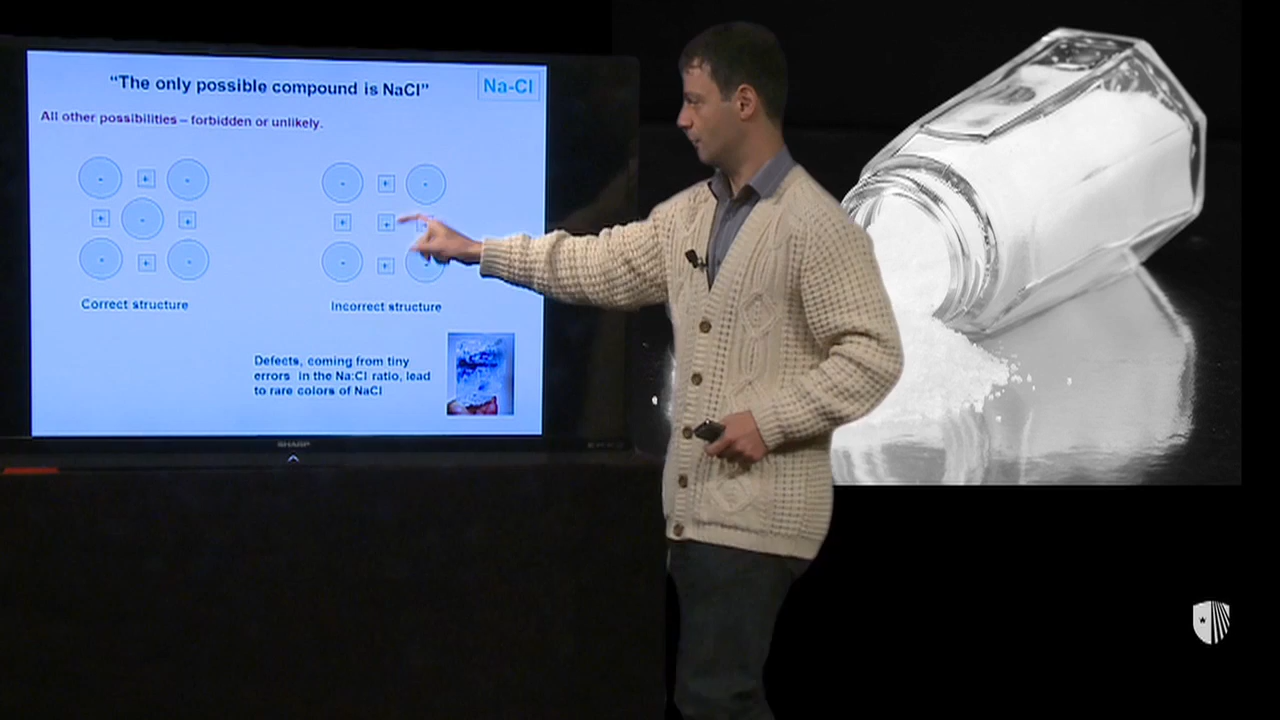 “The only possible compound is NaCl”
Na-Cl
All other possibilities – forbidden or unlikely.
- + -
+ - +
- + -
- + -
+ +
- + -
Correct structure
Incorrect structure
Defects, coming from tiny
errors in the Na:Cl ratio, lead
to rare colors of NaCl
SHARP